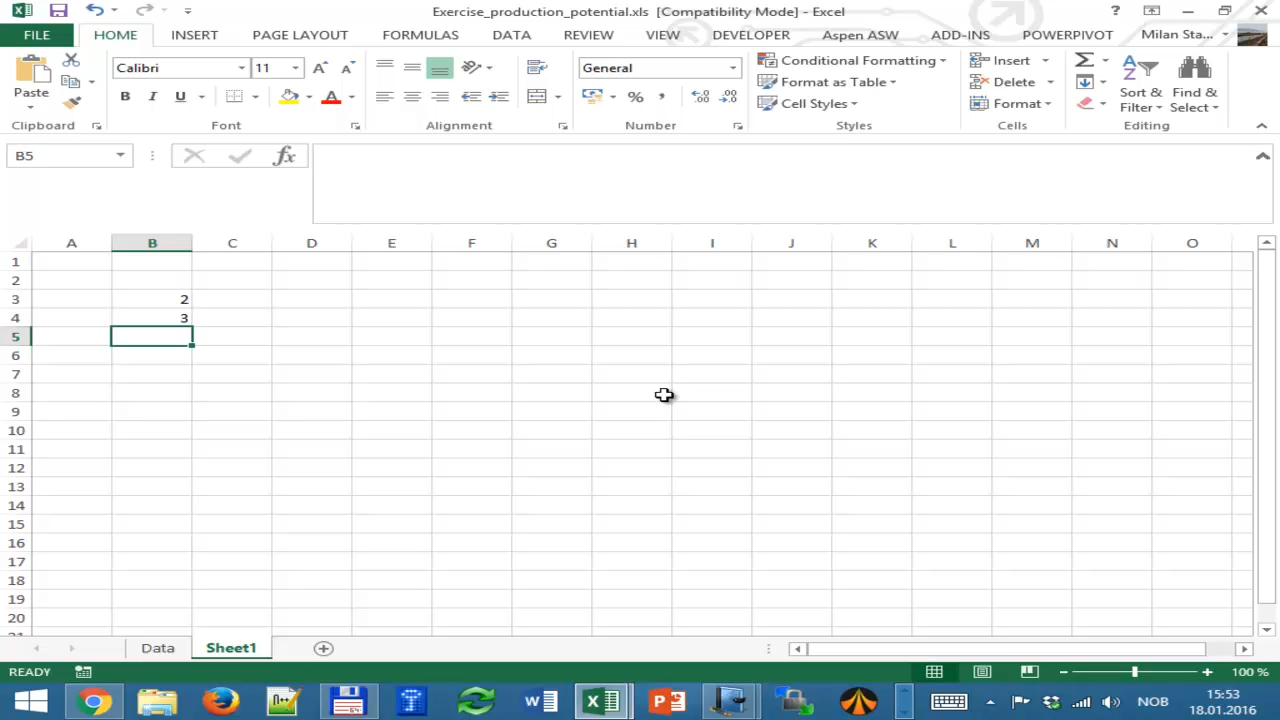 Exercise_production_potential.xls [Compatibility Mode] - Excel
?
FILE HOME INSERT PAGE LAYOUT FORMULAS DATA REVIEW VIEW DEVELOPER Aspen ASW ADD-INS POWERPIVOT Milan Sta...
Calibri 11 General Conditional Formatting Insert Σ
Paste B I U A % , Format as Table Delete Sort & Find &
Cell Styles Format Filter Select
Clipboard Font Alignment Number Styles Cells Editing
B5 fx
A B C D E F G H I J K L M N O
1
2
3 2
4 3
5
6
7
8
9
10
11
12
13
14
15
16
17
18
19
20
21
Data Sheet1
READY 100 %
NOB 15:53
18.01.2016